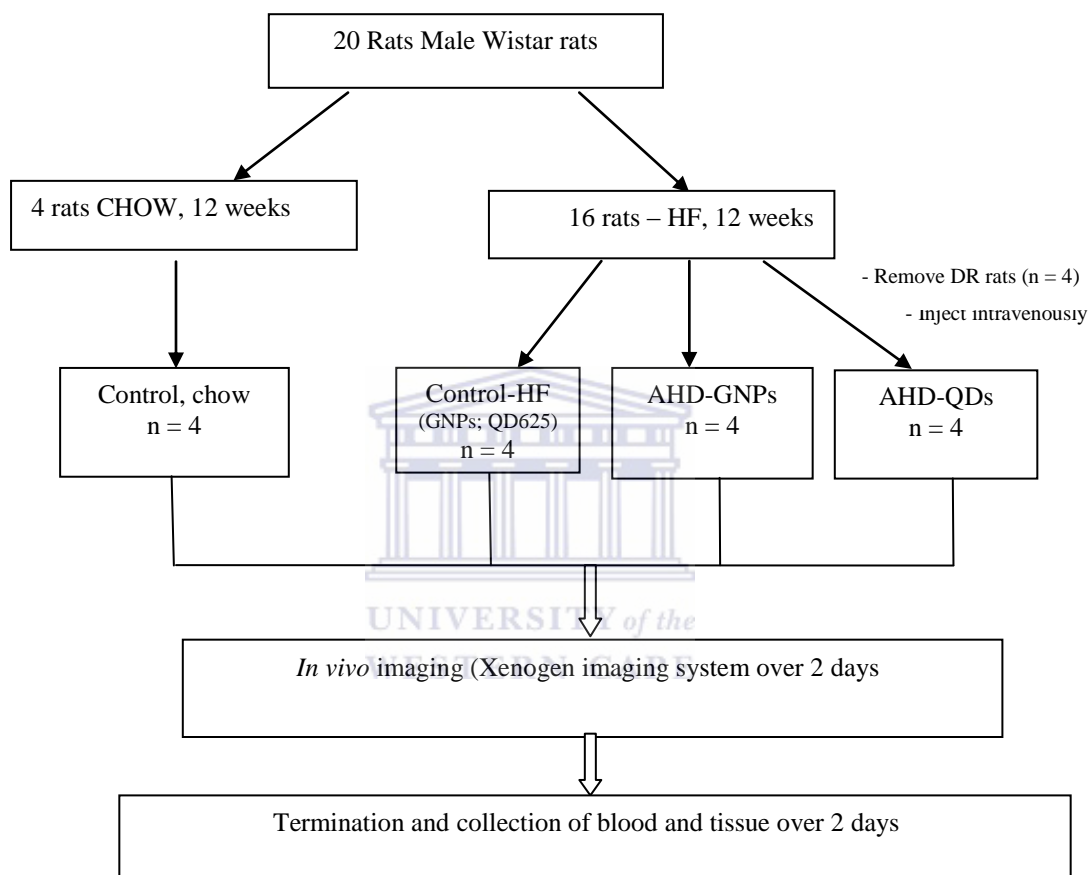 20 Rats Male Wistar rats
4 rats CHOW, 12 weeks
16 rats – HF, 12 weeks
- Remove DR rats (n = 4)
- Inject intravenously
Control, chow
n = 4
Control-HF
(GNPs; QD625)
n = 4
AHD-GNPs
n = 4
AHD-QDs
n = 4
UNIVERSITY of the
WESTERN CAPE
In vivo imaging (Xenogen imaging system over 2 days
Termination and collection of blood and tissue over 2 days